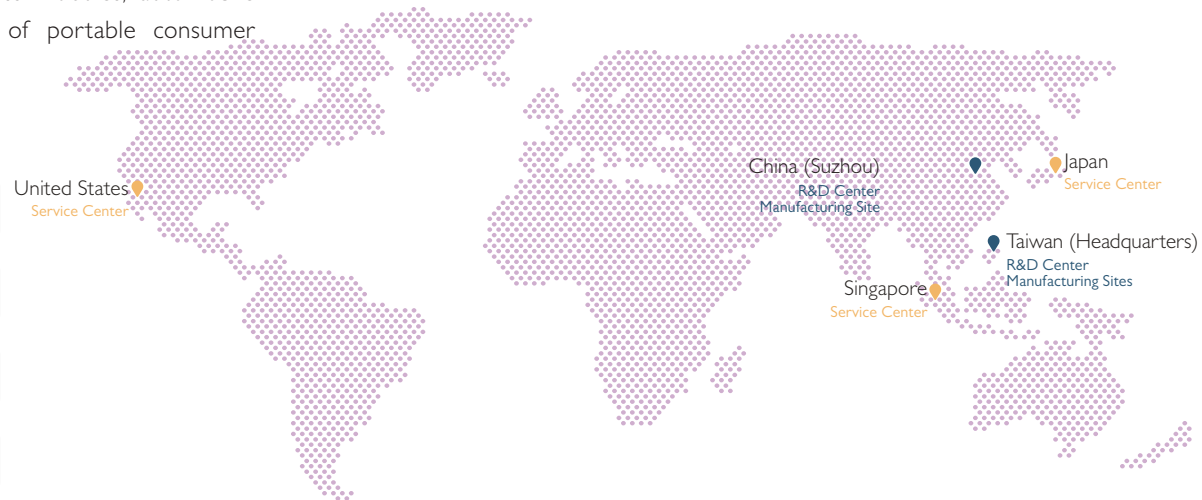 of portable consumer
China (Suzhou)
R&D Center
Manufacturing Site
Japan
Service Center
United States
Service Center
Taiwan (Headquarters)
R&D Center
Manufacturing Sites
Singapore
Service Center